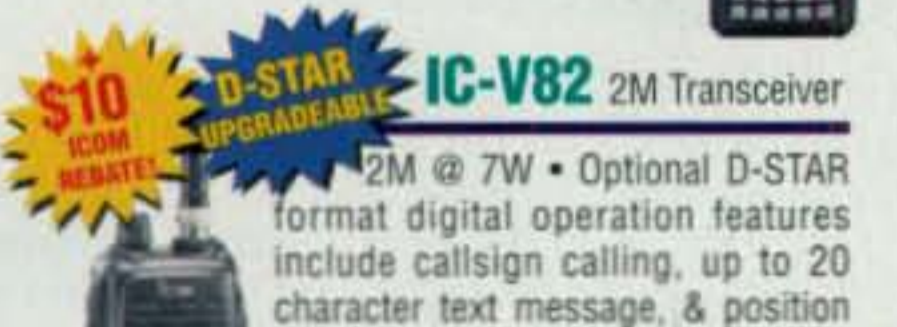 +
$10
ICOM
REBATE!
D-STAR
UPGRADEABLE
IC-V82 2M Transceiver
2M @ 7W • Optional D-STAR
format digital operation features
include callsign calling, up to 20
character text message, & position